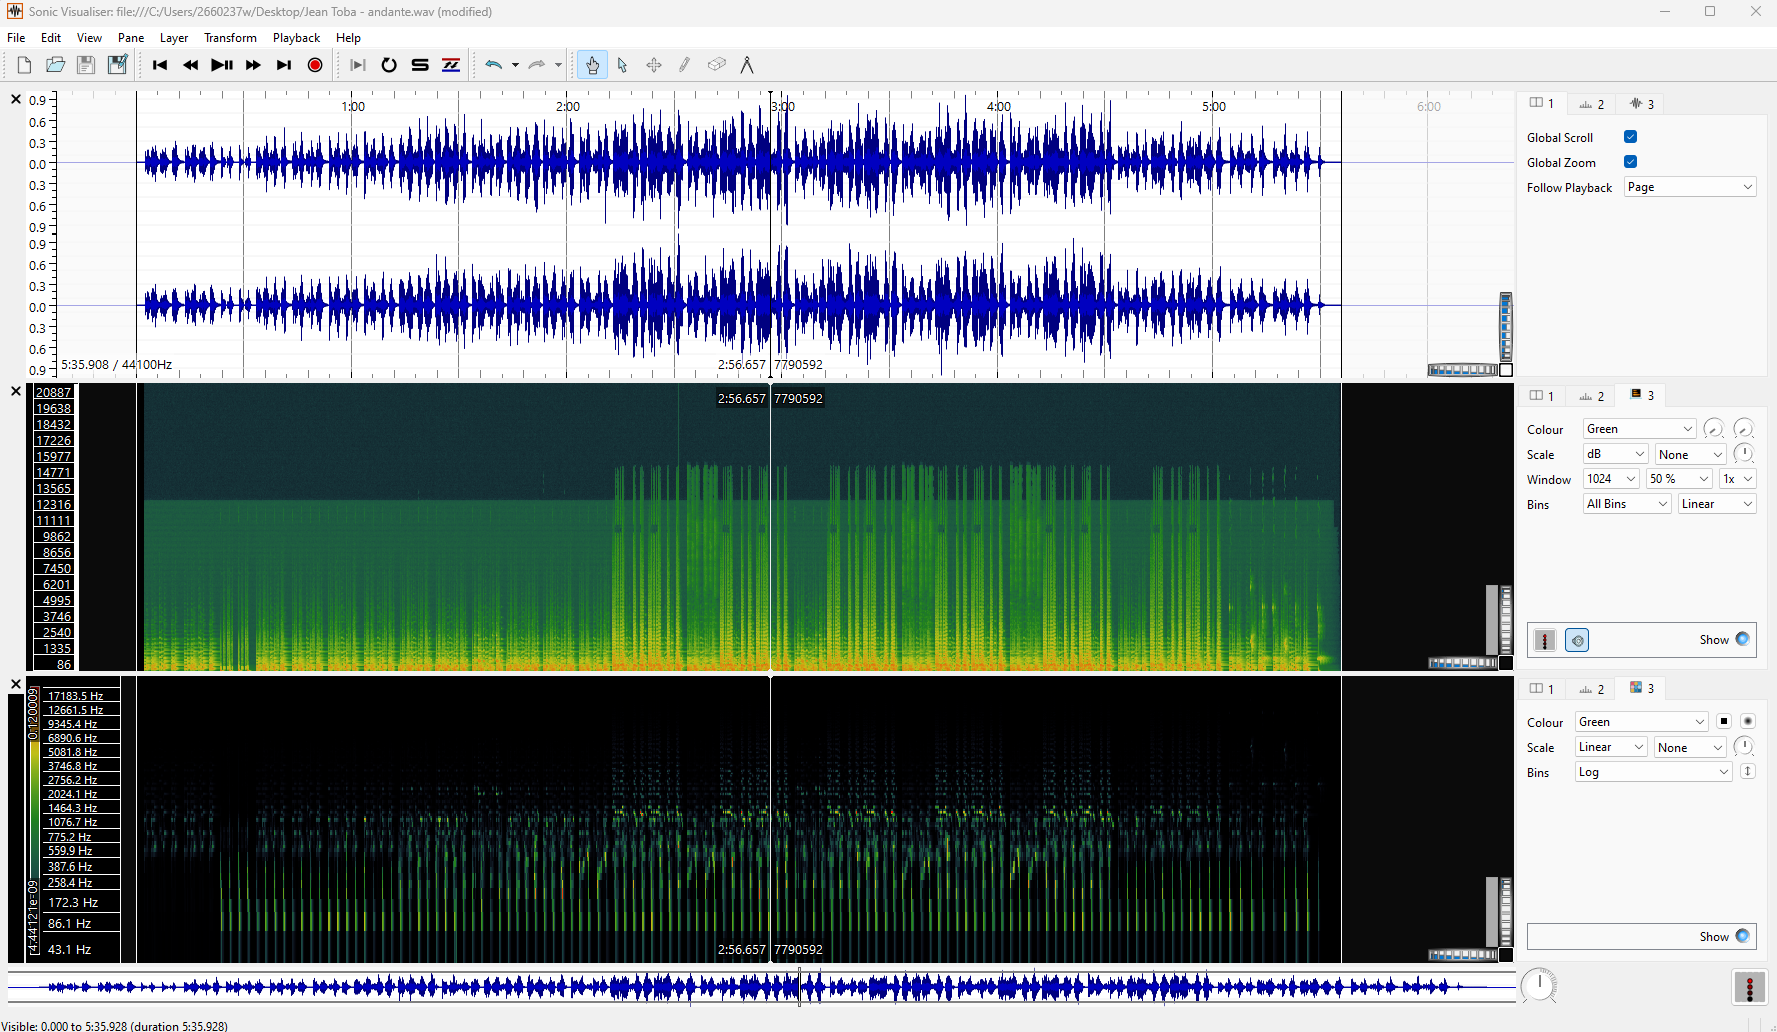 Sonic Visualiser: file:///C:/Users/2660237w/Desktop/Jean Toba - andante.wav (modified)
File Edit View Pane Layer Transform Playback Help
1:00 2:00 3:00 4:00 5:00 6:00
0.9
0.6
0.3
0.0
0.3
0.6
0.9
0.9
0.6
0.3
0.0
0.3
0.6
0.9
5:35.908 / 44100Hz
2:56.657 7790592
1 2 3
Global Scroll
Global Zoom
Follow Playback Page
20887
19638
18432
17226
15977
14771
13565
12316
11111
9862
8656
7450
6201
4995
3746
2540
1335
86
2:56.657 7790592
1 2 3
Colour Green
Scale dB None
Window 1024 50 % 1x
Bins All Bins Linear
Show
0.120009
4.44121e-09
17183.5 Hz
12661.5 Hz
9345.4 Hz
6890.6 Hz
5081.8 Hz
3746.8 Hz
2756.2 Hz
2024.1 Hz
1464.3 Hz
1076.7 Hz
775.2 Hz
559.9 Hz
387.6 Hz
258.4 Hz
172.3 Hz
86.1 Hz
43.1 Hz
2:56.657 7790592
1 2 3
Colour Green
Scale Linear None
Bins Log
Show
Visible: 0.000 to 5:35.928 (duration 5:35.928)